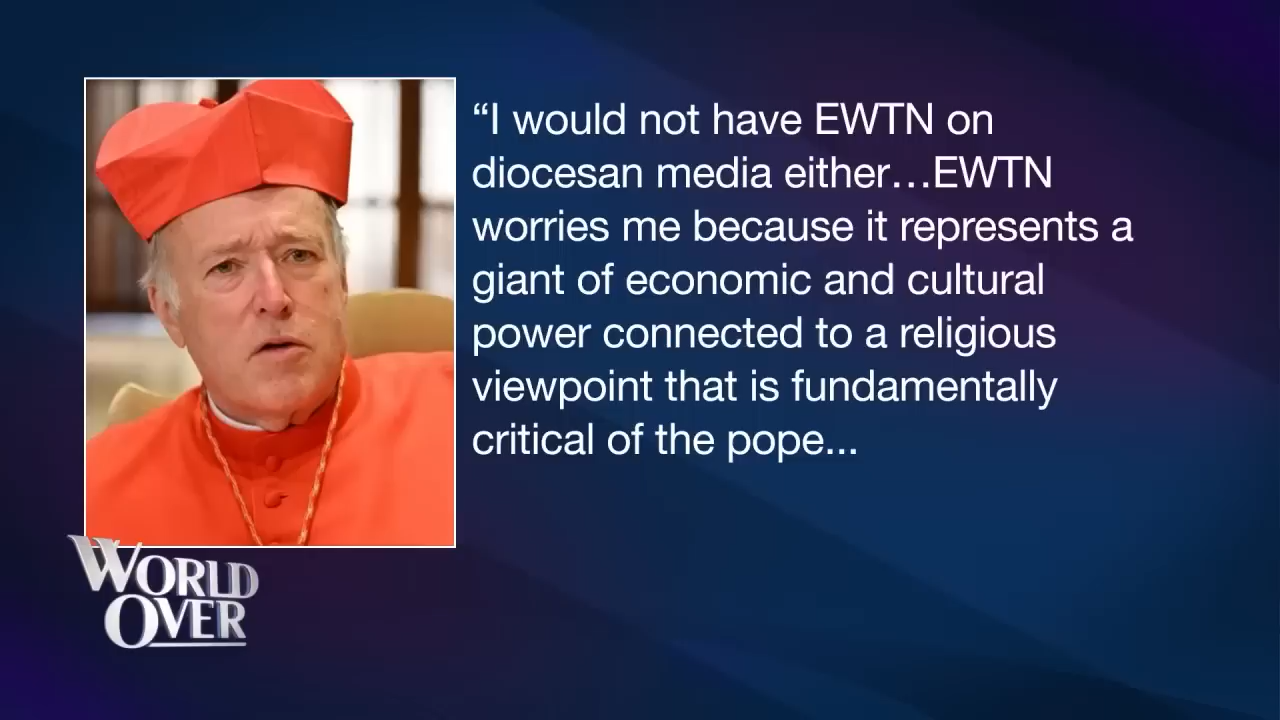 “I would not have EWTN on
diocesan media either…EWTN
worries me because it represents a
giant of economic and cultural
power connected to a religious
viewpoint that is fundamentally
critical of the pope...
WORLD
OVER